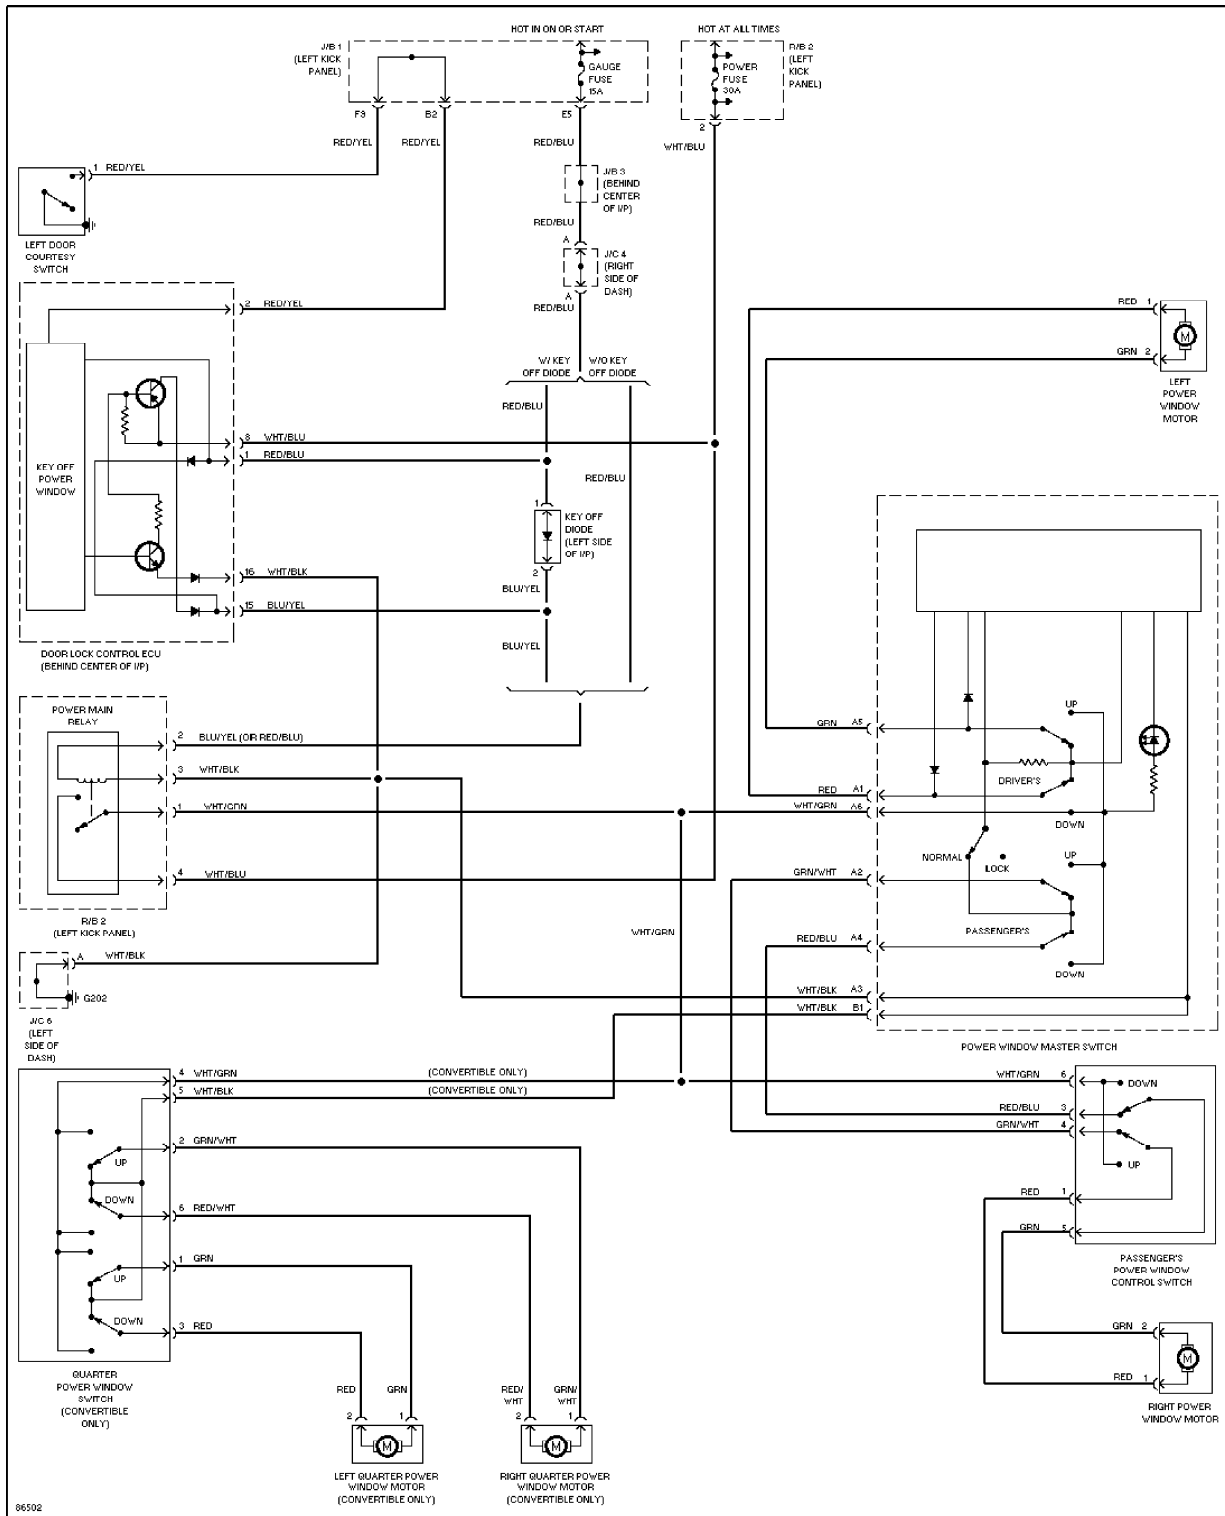 HOT IN ON OR START
HOT AT ALL TIMES
J/B 1
(LEFT KICK
PANEL)
GAUGE
FUSE
15A
POWER
FUSE
30A
R/B 2
(LEFT
KICK
PANEL)
F3
B2
E5
2
RED/YEL
RED/YEL
RED/BLU
WHT/BLU
1 RED/YEL
LEFT DOOR
COURTESY
SWITCH
J/B 3
(BEHIND
CENTER
OF I/P)
RED/BLU
A
J/C 4
(RIGHT
SIDE OF
DASH)
A
RED/BLU
2 RED/YEL
W/ KEY
OFF DIODE
W/O KEY
OFF DIODE
RED/BLU
8 WHT/BLU
1 RED/BLU
KEY OFF
POWER
WINDOW
RED/BLU
1
KEY OFF
DIODE
(LEFT SIDE
OF I/P)
2
16 WHT/BLK
BLU/YEL
15 BLU/YEL
BLU/YEL
DOOR LOCK CONTROL ECU
(BEHIND CENTER OF I/P)
RED 1
GRN 2
M
LEFT
POWER
WINDOW
MOTOR
POWER MAIN
RELAY
2 BLU/YEL (OR RED/BLU)
3 WHT/BLK
1 WHT/GRN
4 WHT/BLU
R/B 2
(LEFT KICK PANEL)
GRN A5
UP
DRIVER'S
RED A1
WHT/GRN A6
DOWN
NORMAL
LOCK
UP
GRN/WHT A2
PASSENGER'S
RED/BLU A4
DOWN
WHT/BLK A3
WHT/BLK B1
POWER WINDOW MASTER SWITCH
WHT/GRN
A WHT/BLK
G202
J/C 6
(LEFT
SIDE OF
DASH)
4 WHT/GRN
(CONVERTIBLE ONLY)
5 WHT/BLK
(CONVERTIBLE ONLY)
2 GRN/WHT
UP
DOWN
6 RED/WHT
1 GRN
UP
DOWN
3 RED
QUARTER
POWER WINDOW
SWITCH
(CONVERTIBLE
ONLY)
WHT/GRN 6
DOWN
RED/BLU 3
GRN/WHT 4
UP
RED 1
GRN 5
PASSENGER'S
POWER WINDOW
CONTROL SWITCH
GRN 2
M
RED 1
RIGHT POWER
WINDOW MOTOR
RED
GRN
RED/
WHT
GRN/
WHT
2
1
2
1
M
M
LEFT QUARTER POWER
WINDOW MOTOR
(CONVERTIBLE ONLY)
RIGHT QUARTER POWER
WINDOW MOTOR
(CONVERTIBLE ONLY)
86502